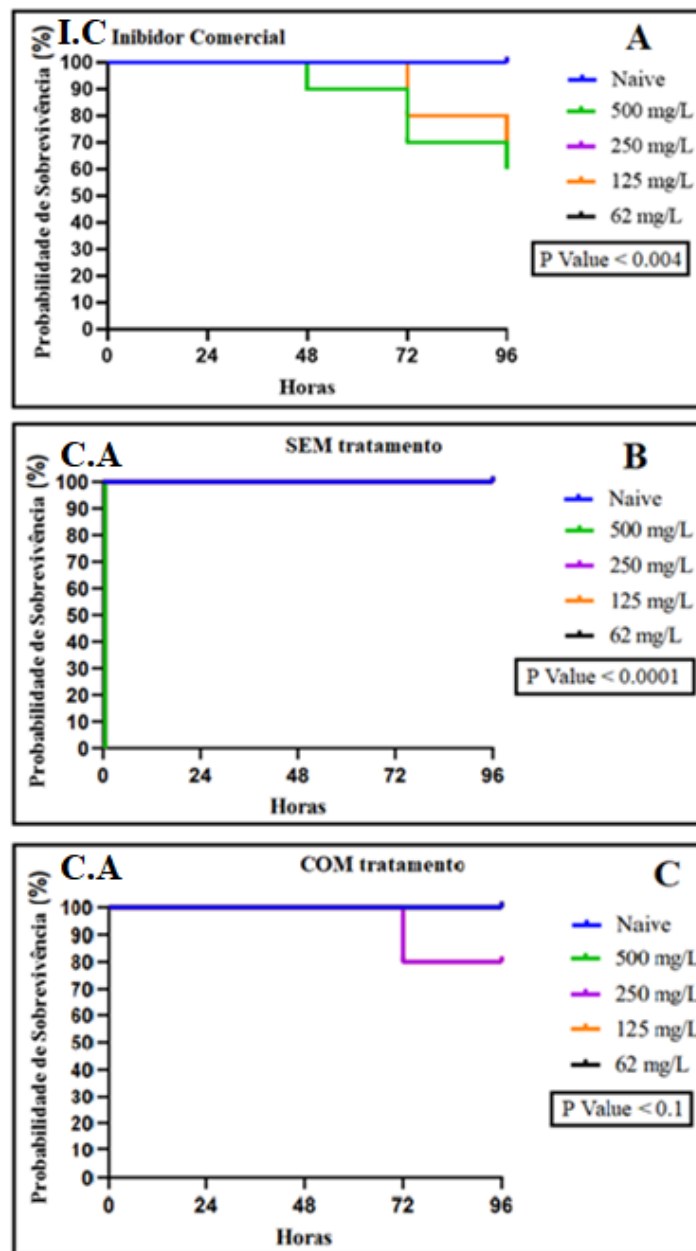 I.C Inibidor Comercial
A
Probabilidade de Sobrevivência (%)
100
90
80
70
60
50
40
30
20
10
0
0 24 48 72 96
Horas
Naive
500 mg/L
250 mg/L
125 mg/L
62 mg/L
P Value < 0.004
C.A SEM tratamento
B
Probabilidade de Sobrevivência (%)
100
90
80
70
60
50
40
30
20
10
0
0 24 48 72 96
Horas
Naive
500 mg/L
250 mg/L
125 mg/L
62 mg/L
P Value < 0.0001
C.A COM tratamento
C
Probabilidade de Sobrevivência (%)
100
90
80
70
60
50
40
30
20
10
0
0 24 48 72 96
Horas
Naive
500 mg/L
250 mg/L
125 mg/L
62 mg/L
P Value < 0.1